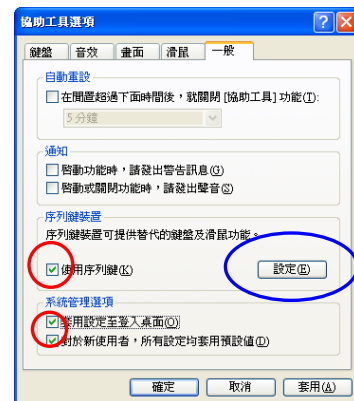 協助工具選項
鍵盤 音效 畫面 滑鼠 一般
自動重設
在閒置超過下面時間後，就關閉 [協助工具] 功能(T):
5 分鐘
通知
啟動功能時，請發出警告訊息(G)
啟動或關閉功能時，請發出聲音(S)
序列鍵裝置
序列鍵裝置可提供替代的鍵盤及滑鼠功能。
使用序列鍵(K)
設定(E)
系統管理選項
套用設定至登入桌面(O)
對於新使用者，所有設定均套用預設值(D)
確定 取消 套用(A)